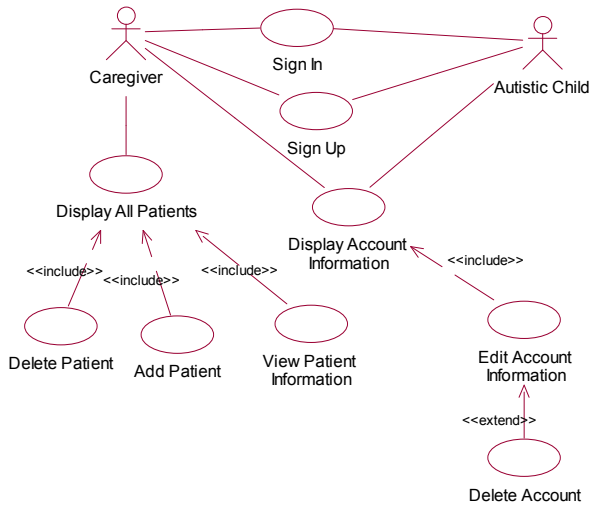 Sign In
Caregiver
Autistic Child
Sign Up
Display All Patients
Display Account
Information
<<include>>
<<include>>
<<include>>
<<include>>
Delete Patient
Add Patient
View Patient
Information
Edit Account
Information
<<extend>>
Delete Account